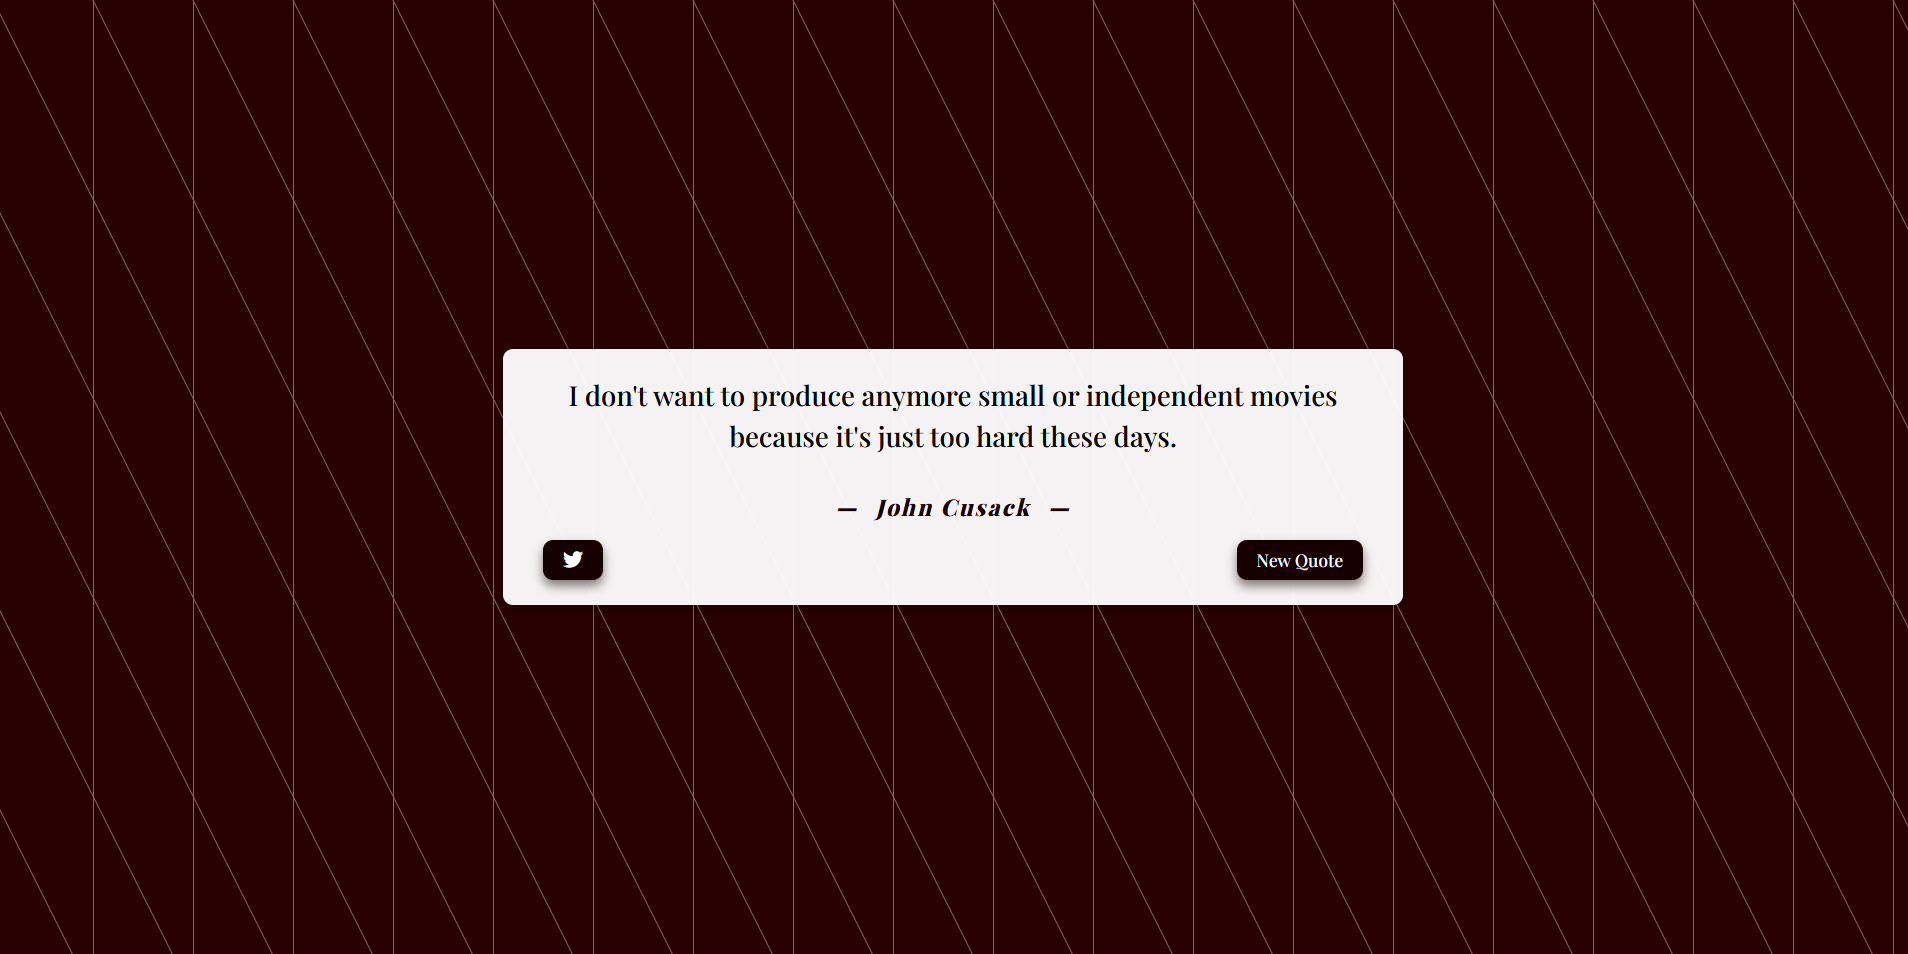 I don't want to produce anymore small or independent movies
because it's just too hard these days.
— John Cusack —
New Quote